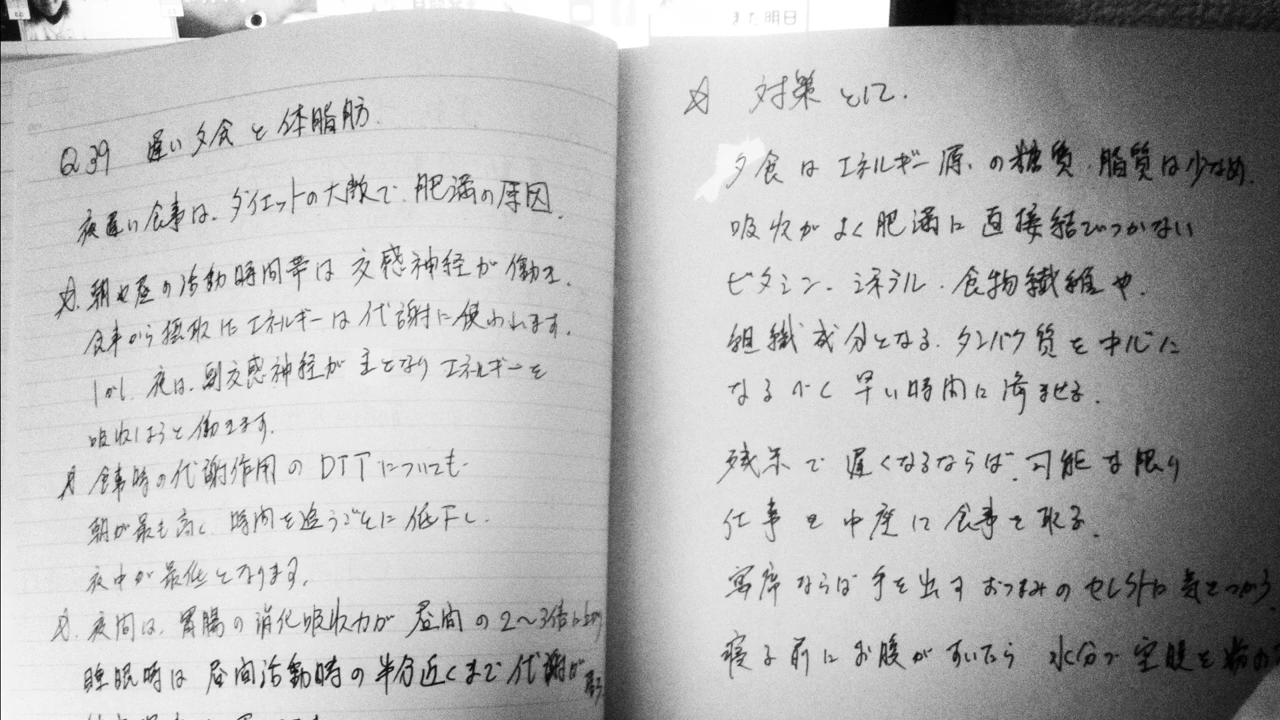 また明日
Q39 遅い夕食と体脂肪.
夜遅い食事は、ダイエットの大敵で、肥満の原因.
☆. 朝や昼の活動時間帯は交感神経が働き.
食事から摂取したエネルギーは代謝に使われます.
しかし、夜は、副交感神経が主となりエネルギーを
吸収しようと働きます.
☆ 食事時の代謝作用のDITについても.
朝が最も高く、時間を追うごとに低下し.
夜中が最低となります.
☆. 夜間は、胃腸の消化吸収力が昼間の2〜3倍に
睡眠時は昼間活動時の半分近くまで代謝が
☆ 対策として.
夕食はエネルギー源の糖質、脂質は少なめ.
吸収がよく肥満に直接結びつかない
ビタミン、ミネラル、食物繊維や.
組織成分となる、タンパク質を中心に
なるべく早い時間に済ませる.
残業で遅くなるならば、可能な限り
仕事を中座して食事を取る.
宴席ならば手を出すおつまみのセレクトに気をつかう.
寝る前にお腹がすいたら 水分で空腹を